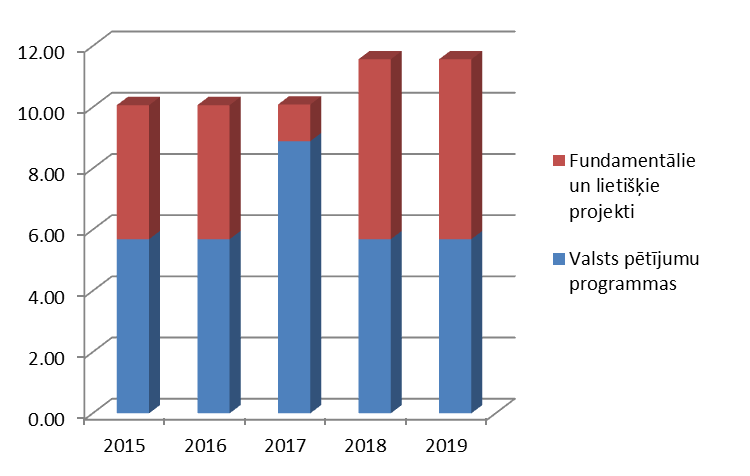 12.00
10.00
8.00
6.00
4.00
2.00
0.00
2015 2016 2017 2018 2019
Fundamentālie
un lietišķie
projekti
Valsts pētījumu
programmas